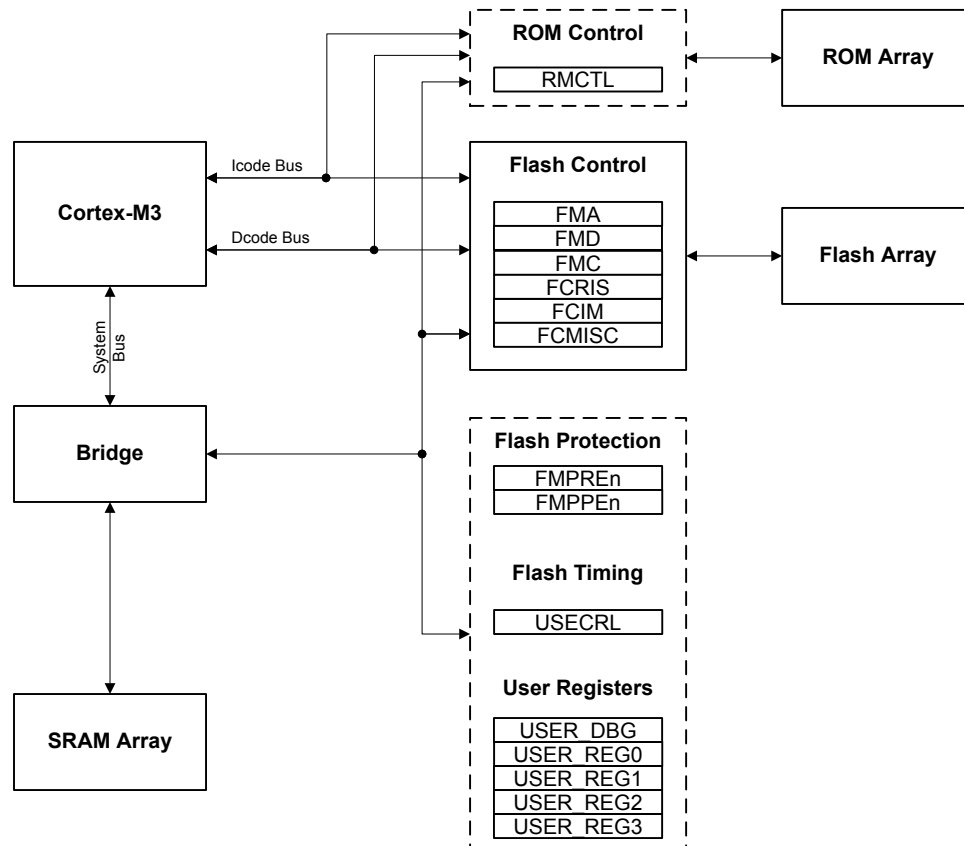 ROM Control
RMCTL
ROM Array
Icode Bus
Cortex-M3
Dcode Bus
Flash Control
FMA
FMD
FMC
FCRIS
FCIM
FCMISC
Flash Array
System
Bus
Bridge
Flash Protection
FMPREn
FMPPEn
Flash Timing
USECRL
User Registers
USER_DBG
USER_REG0
USER_REG1
USER_REG2
USER_REG3
SRAM Array